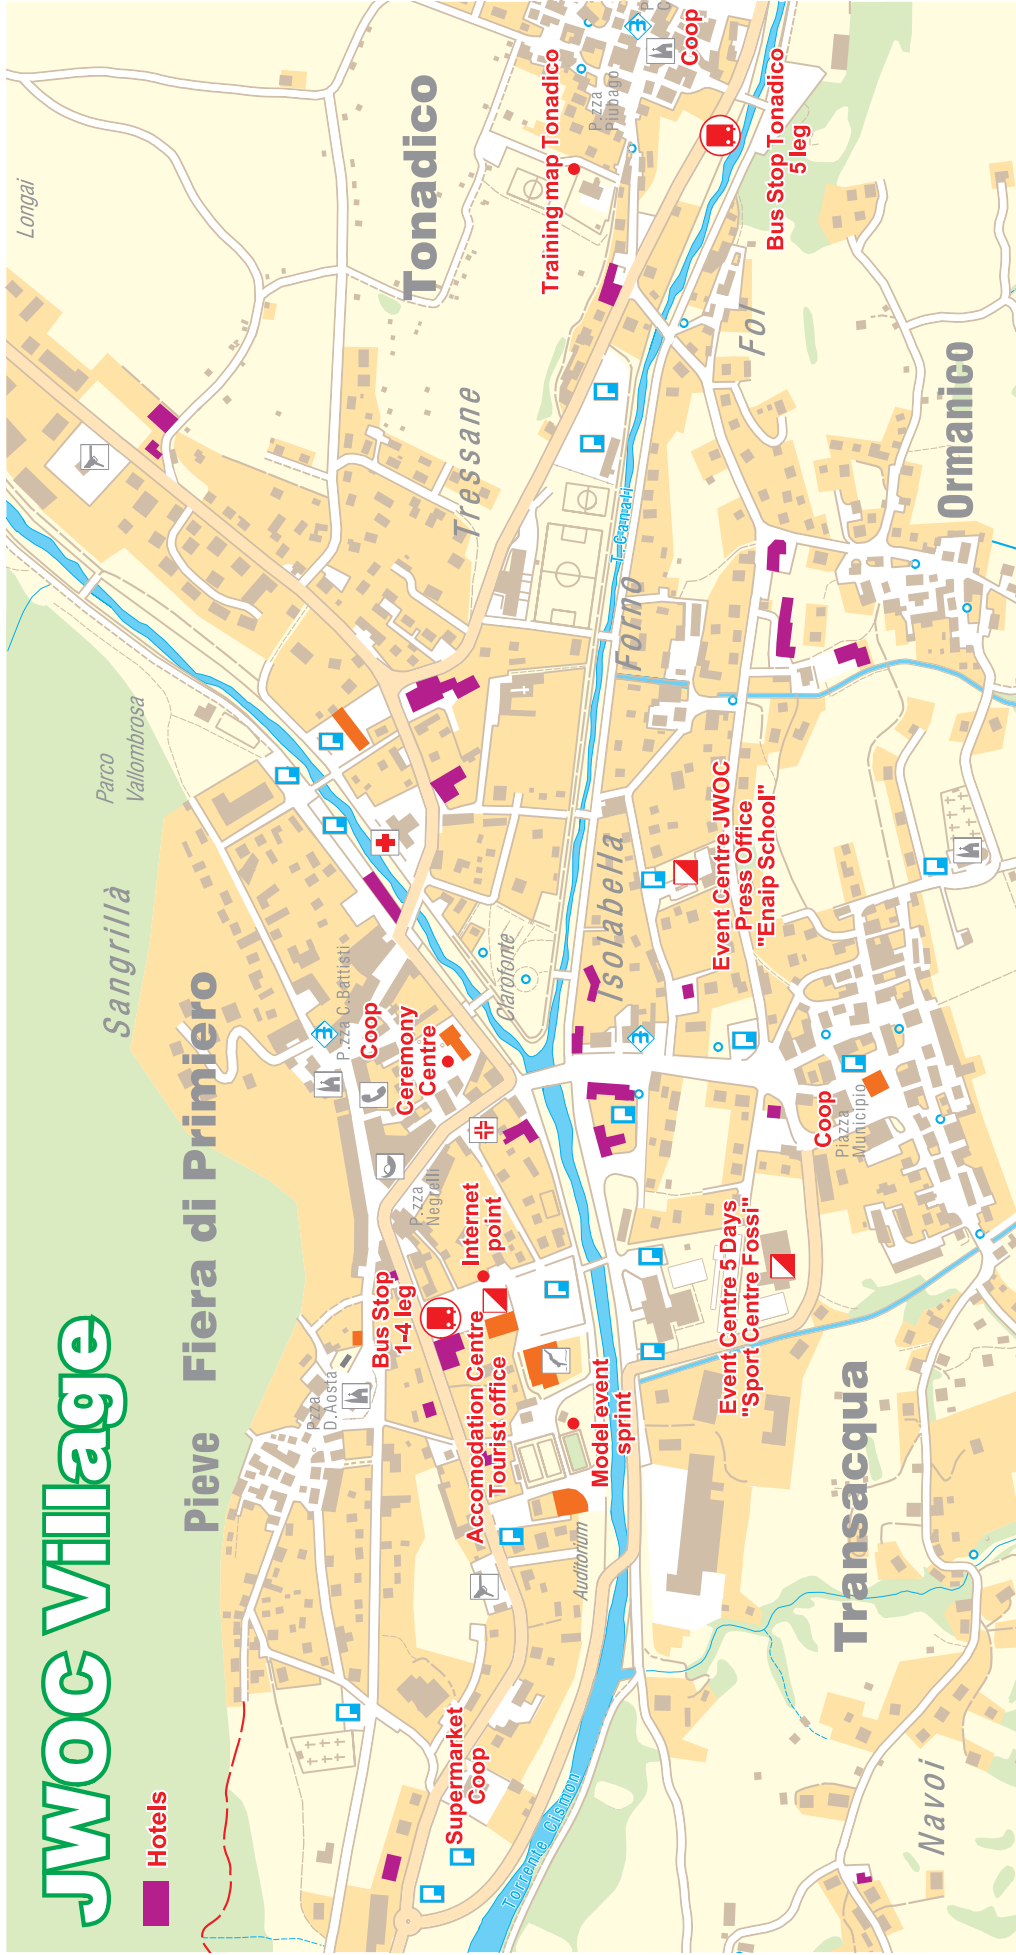 JWOC Village
Hotels
Pieve
Fiera di Primiero
Sangrillà
Parco
Vallombrosa
Longai
Tonadico
Tressane
Training map Tonadico
P.zza
Piubago
Coop
Bus Stop Tonadico
5 leg
Fol
Ormanico
T. Canali
Forno
Isolabella
Clarofonte
P.zza C.Battisti
Coop
Ceremony
Centre
P.zza
Negrelli
Internet
point
Bus Stop
1-4 leg
P.zza
D.Aosta
Accomodation Centre
Tourist office
Model event
sprint
Auditorium
Supermarket
Coop
Torrente Cismon
Event Centre JWOC
Press Office
"Enaip School"
Coop
Piazza
Municipio
Event Centre 5 Days
"Sport Centre Fossi"
Transacqua
Navoi